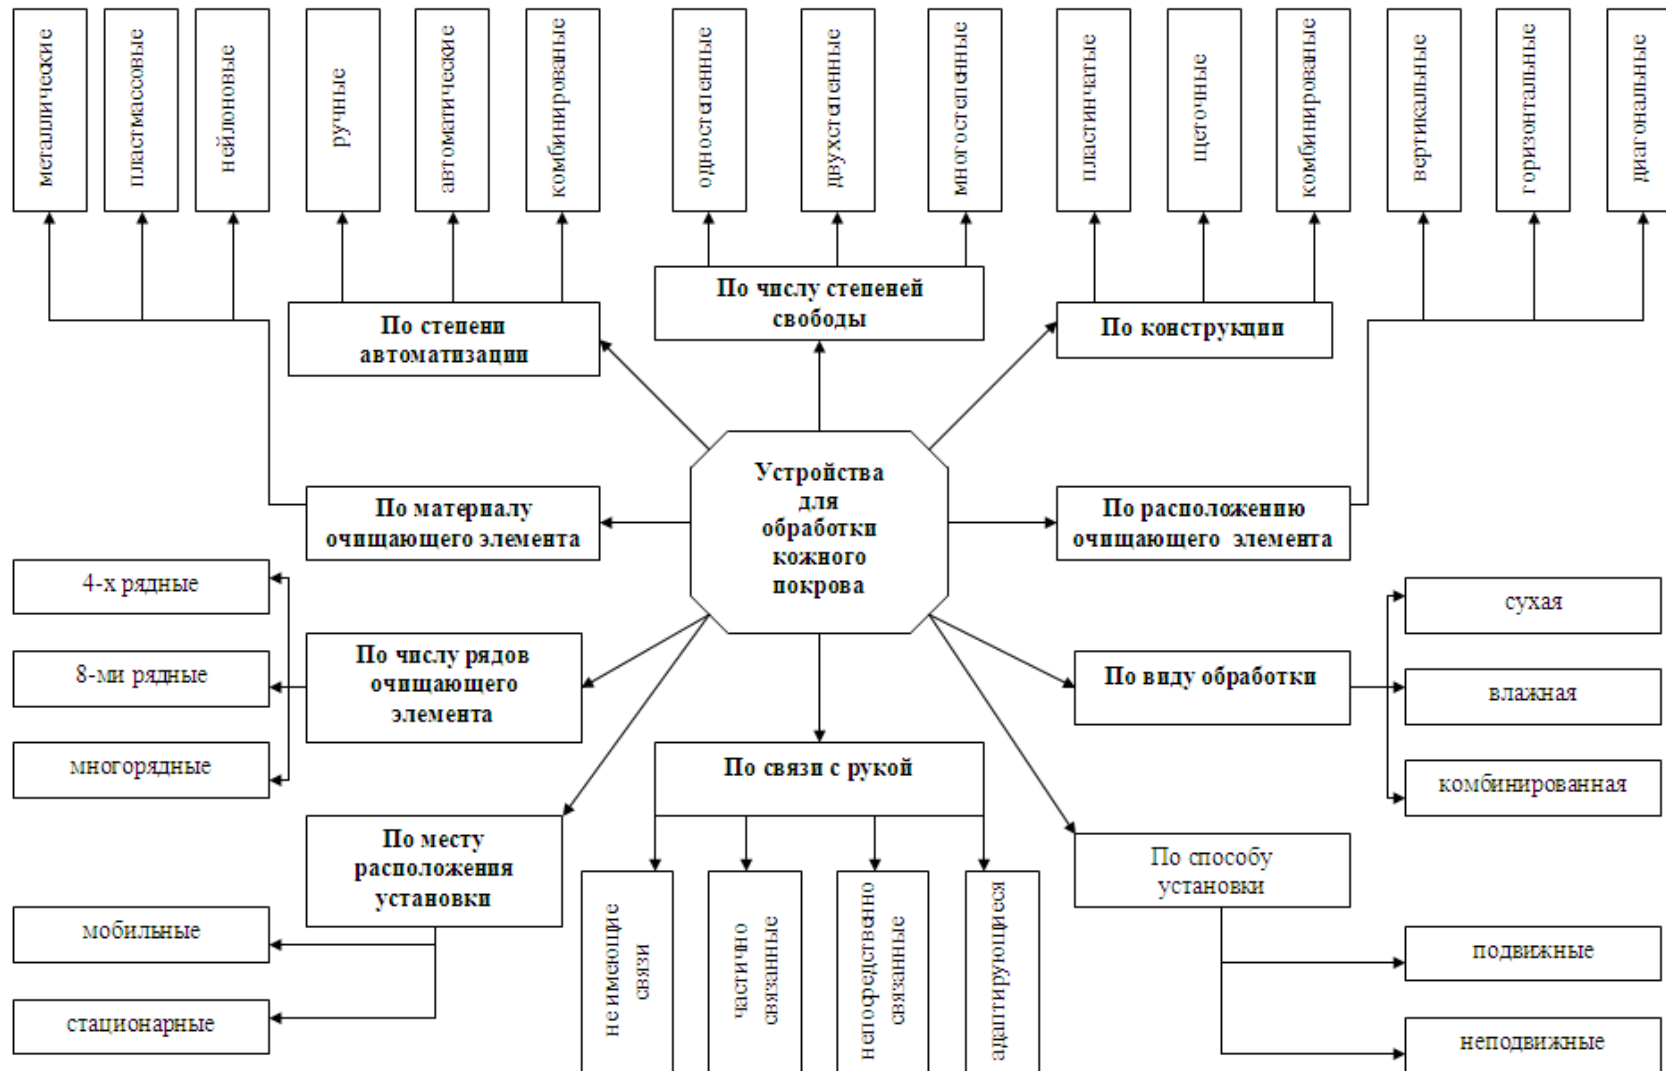 металлические
пластмассовые
нейлоновые
ручные
автоматические
комбинированые
одностепенные
двухстепенные
многостепенные
пластинчатые
щеточные
комбинированые
вертикальные
горизонтальные
диагональные
По числу степеней
свободы
По степени
автоматизации
По конструкции
Устройства
для
обработки
кожного
покрова
По материалу
очищающего элемента
По расположению
очищающего элемента
4-х рядные
8-ми рядные
многорядные
По числу рядов
очищающего
элемента
По виду обработки
сухая
влажная
комбинированная
По связи с рукой
По месту
расположения
установки
По способу
установки
мобильные
стационарные
не имеющие
связи
частично
связанные
непосредственно
связанные
адаптирующиеся
подвижные
неподвижные